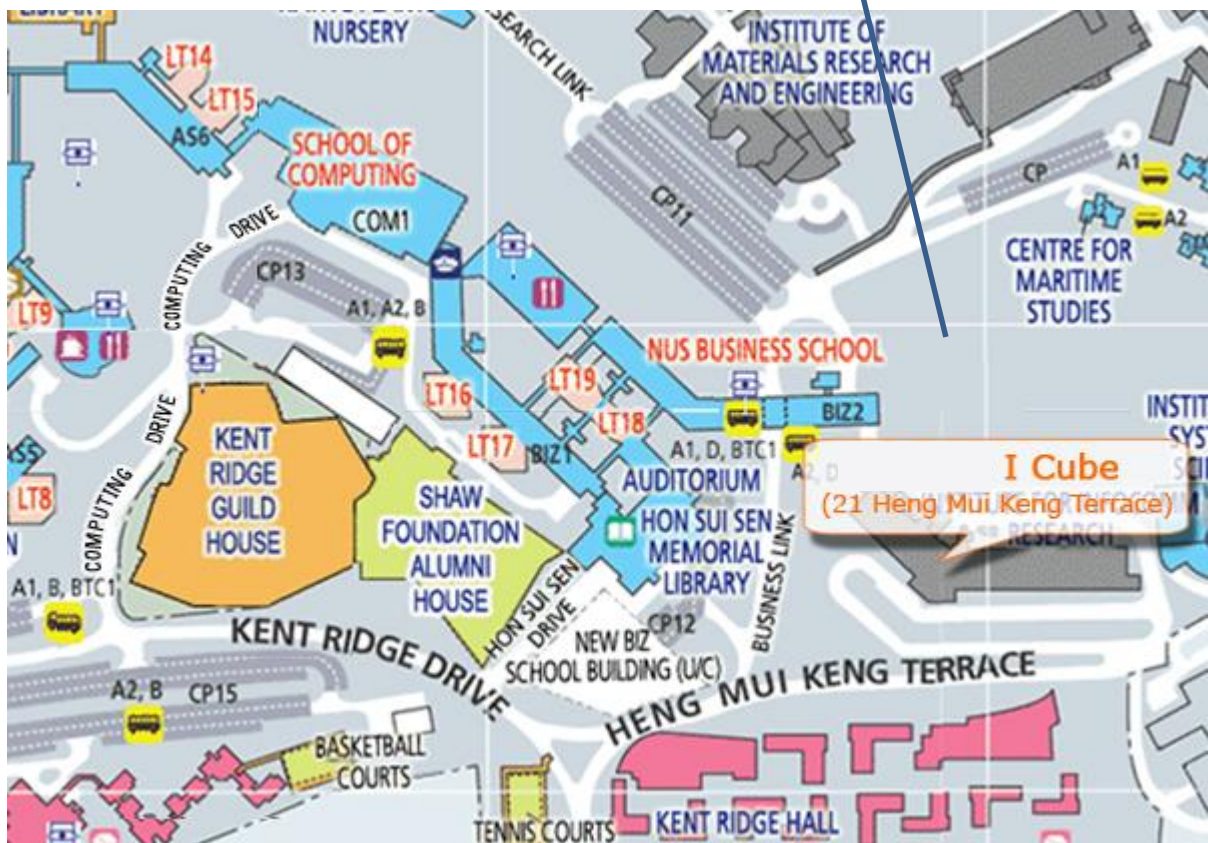 LIBRARY
NURSERY
RESEARCH LINK
INSTITUTE OF
MATERIALS RESEARCH
AND ENGINEERING
LT14
LT15
AS6
SCHOOL OF
COMPUTING
COM1
CP11
CP
A1
A2
CENTRE FOR
MARITIME
STUDIES
COMPUTING DRIVE
CP13
A1, A2, B
LT9
NUS BUSINESS SCHOOL
LT19
LT16
LT18
LT17
BIZ1
BIZ2
A1, D, BTC1
A2, D
AUDITORIUM
I Cube
(21 Heng Mui Keng Terrace)
RESEARCH
KENT
RIDGE
GUILD
HOUSE
SHAW
FOUNDATION
ALUMNI
HOUSE
HON SUI SEN
MEMORIAL
LIBRARY
BUSINESS LINK
COMPUTING DRIVE
LT8
A1, B, BTC1
HON SUI SEN
DRIVE
CP12
NEW BIZ
SCHOOL BUILDING (U/C)
KENT RIDGE DRIVE
HENG MUI KENG TERRACE
A2, B
CP15
BASKETBALL
COURTS
TENNIS COURTS
KENT RIDGE HALL